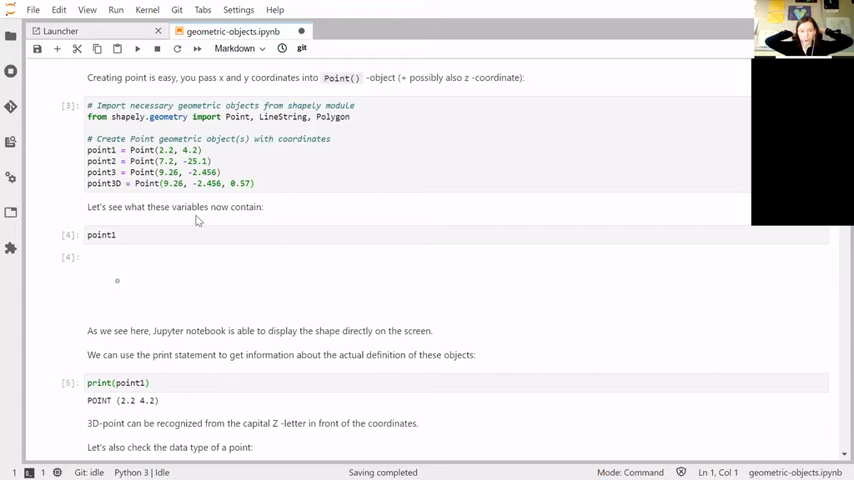 File Edit View Run Kernel Git Tabs Settings Help
Launcher geometric-objects.ipynb
Markdown git
Creating point is easy, you pass x and y coordinates into Point() -object (+ possibly also z -coordinate):
[3]: # Import necessary geometric objects from shapely module
from shapely.geometry import Point, LineString, Polygon
# Create Point geometric object(s) with coordinates
point1 = Point(2.2, 4.2)
point2 = Point(7.2, -25.1)
point3 = Point(9.26, -2.456)
point3D = Point(9.26, -2.456, 0.57)
Let's see what these variables now contain:
[4]: point1
[4]:
As we see here, Jupyter notebook is able to display the shape directly on the screen.
We can use the print statement to get information about the actual definition of these objects:
[5]: print(point1)
POINT (2.2 4.2)
3D-point can be recognized from the capital Z -letter in front of the coordinates.
Let's also check the data type of a point:
1 1 Git: idle Python 3 | Idle Saving completed Mode: Command Ln 1, Col 1 geometric-objects.ipynb